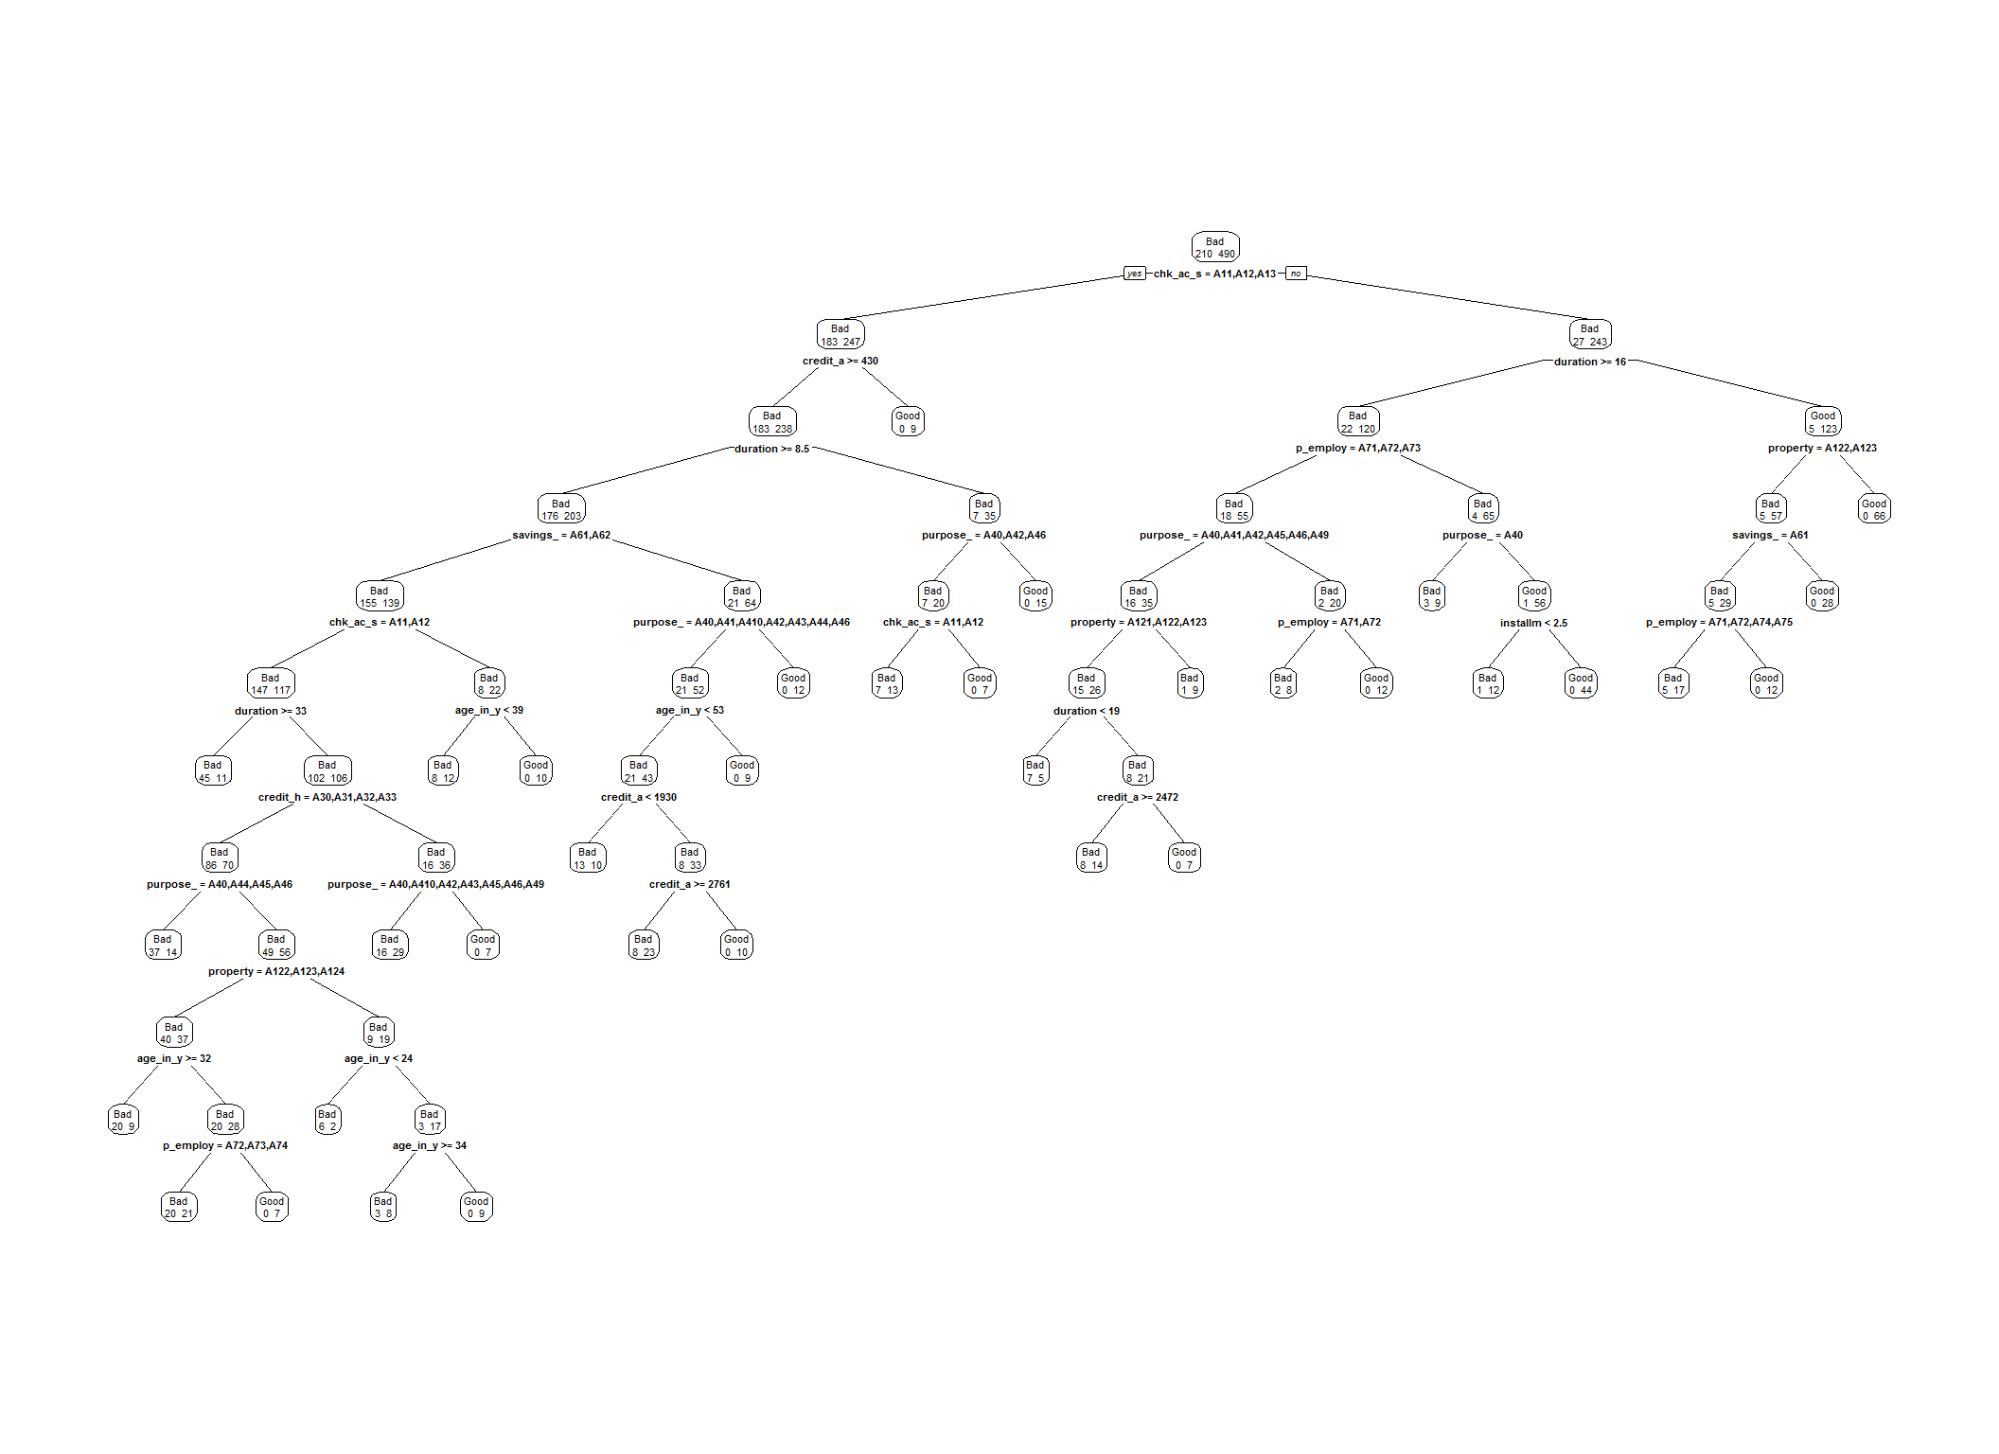 Bad
210 490
yes chk_ac_s = A11,A12,A13 no
Bad
183 247
Bad
27 243
credit_a >= 430
duration >= 16
Bad
183 238
Good
0 9
Bad
22 120
Good
5 123
duration >= 8.5
p_employ = A71,A72,A73
property = A122,A123
Bad
176 203
Bad
7 35
Bad
18 55
Bad
4 65
Bad
5 57
Good
0 66
savings_ = A61,A62
purpose_ = A40,A42,A46
purpose_ = A40,A41,A42,A45,A46,A49
purpose_ = A40
savings_ = A61
Bad
155 139
Bad
21 64
Bad
7 20
Good
0 15
Bad
16 35
Bad
2 20
Bad
3 9
Good
1 56
Bad
5 29
Good
0 28
chk_ac_s = A11,A12
purpose_ = A40,A41,A410,A42,A43,A44,A46
chk_ac_s = A11,A12
property = A121,A122,A123
p_employ = A71,A72
installm < 2.5
p_employ = A71,A72,A74,A75
Bad
147 117
Bad
8 22
Bad
21 52
Good
0 12
Bad
7 13
Good
0 7
Bad
15 26
Bad
1 9
Bad
2 8
Good
0 12
Bad
1 12
Good
0 44
Bad
5 17
Good
0 12
duration >= 33
age_in_y < 39
age_in_y < 53
duration < 19
Bad
45 11
Bad
102 106
Bad
8 12
Good
0 10
Bad
21 43
Good
0 9
Bad
7 5
Bad
8 21
credit_h = A30,A31,A32,A33
credit_a < 1930
credit_a >= 2472
Bad
86 70
Bad
16 36
Bad
13 10
Bad
8 33
Bad
8 14
Good
0 7
purpose_ = A40,A44,A45,A46
purpose_ = A40,A410,A42,A43,A45,A46,A49
credit_a >= 2761
Bad
37 14
Bad
49 56
Bad
16 29
Good
0 7
Bad
8 23
Good
0 10
property = A122,A123,A124
Bad
40 37
Bad
9 19
age_in_y >= 32
age_in_y < 24
Bad
20 9
Bad
20 28
Bad
6 2
Bad
3 17
p_employ = A72,A73,A74
age_in_y >= 34
Bad
20 21
Good
0 7
Bad
3 8
Good
0 9